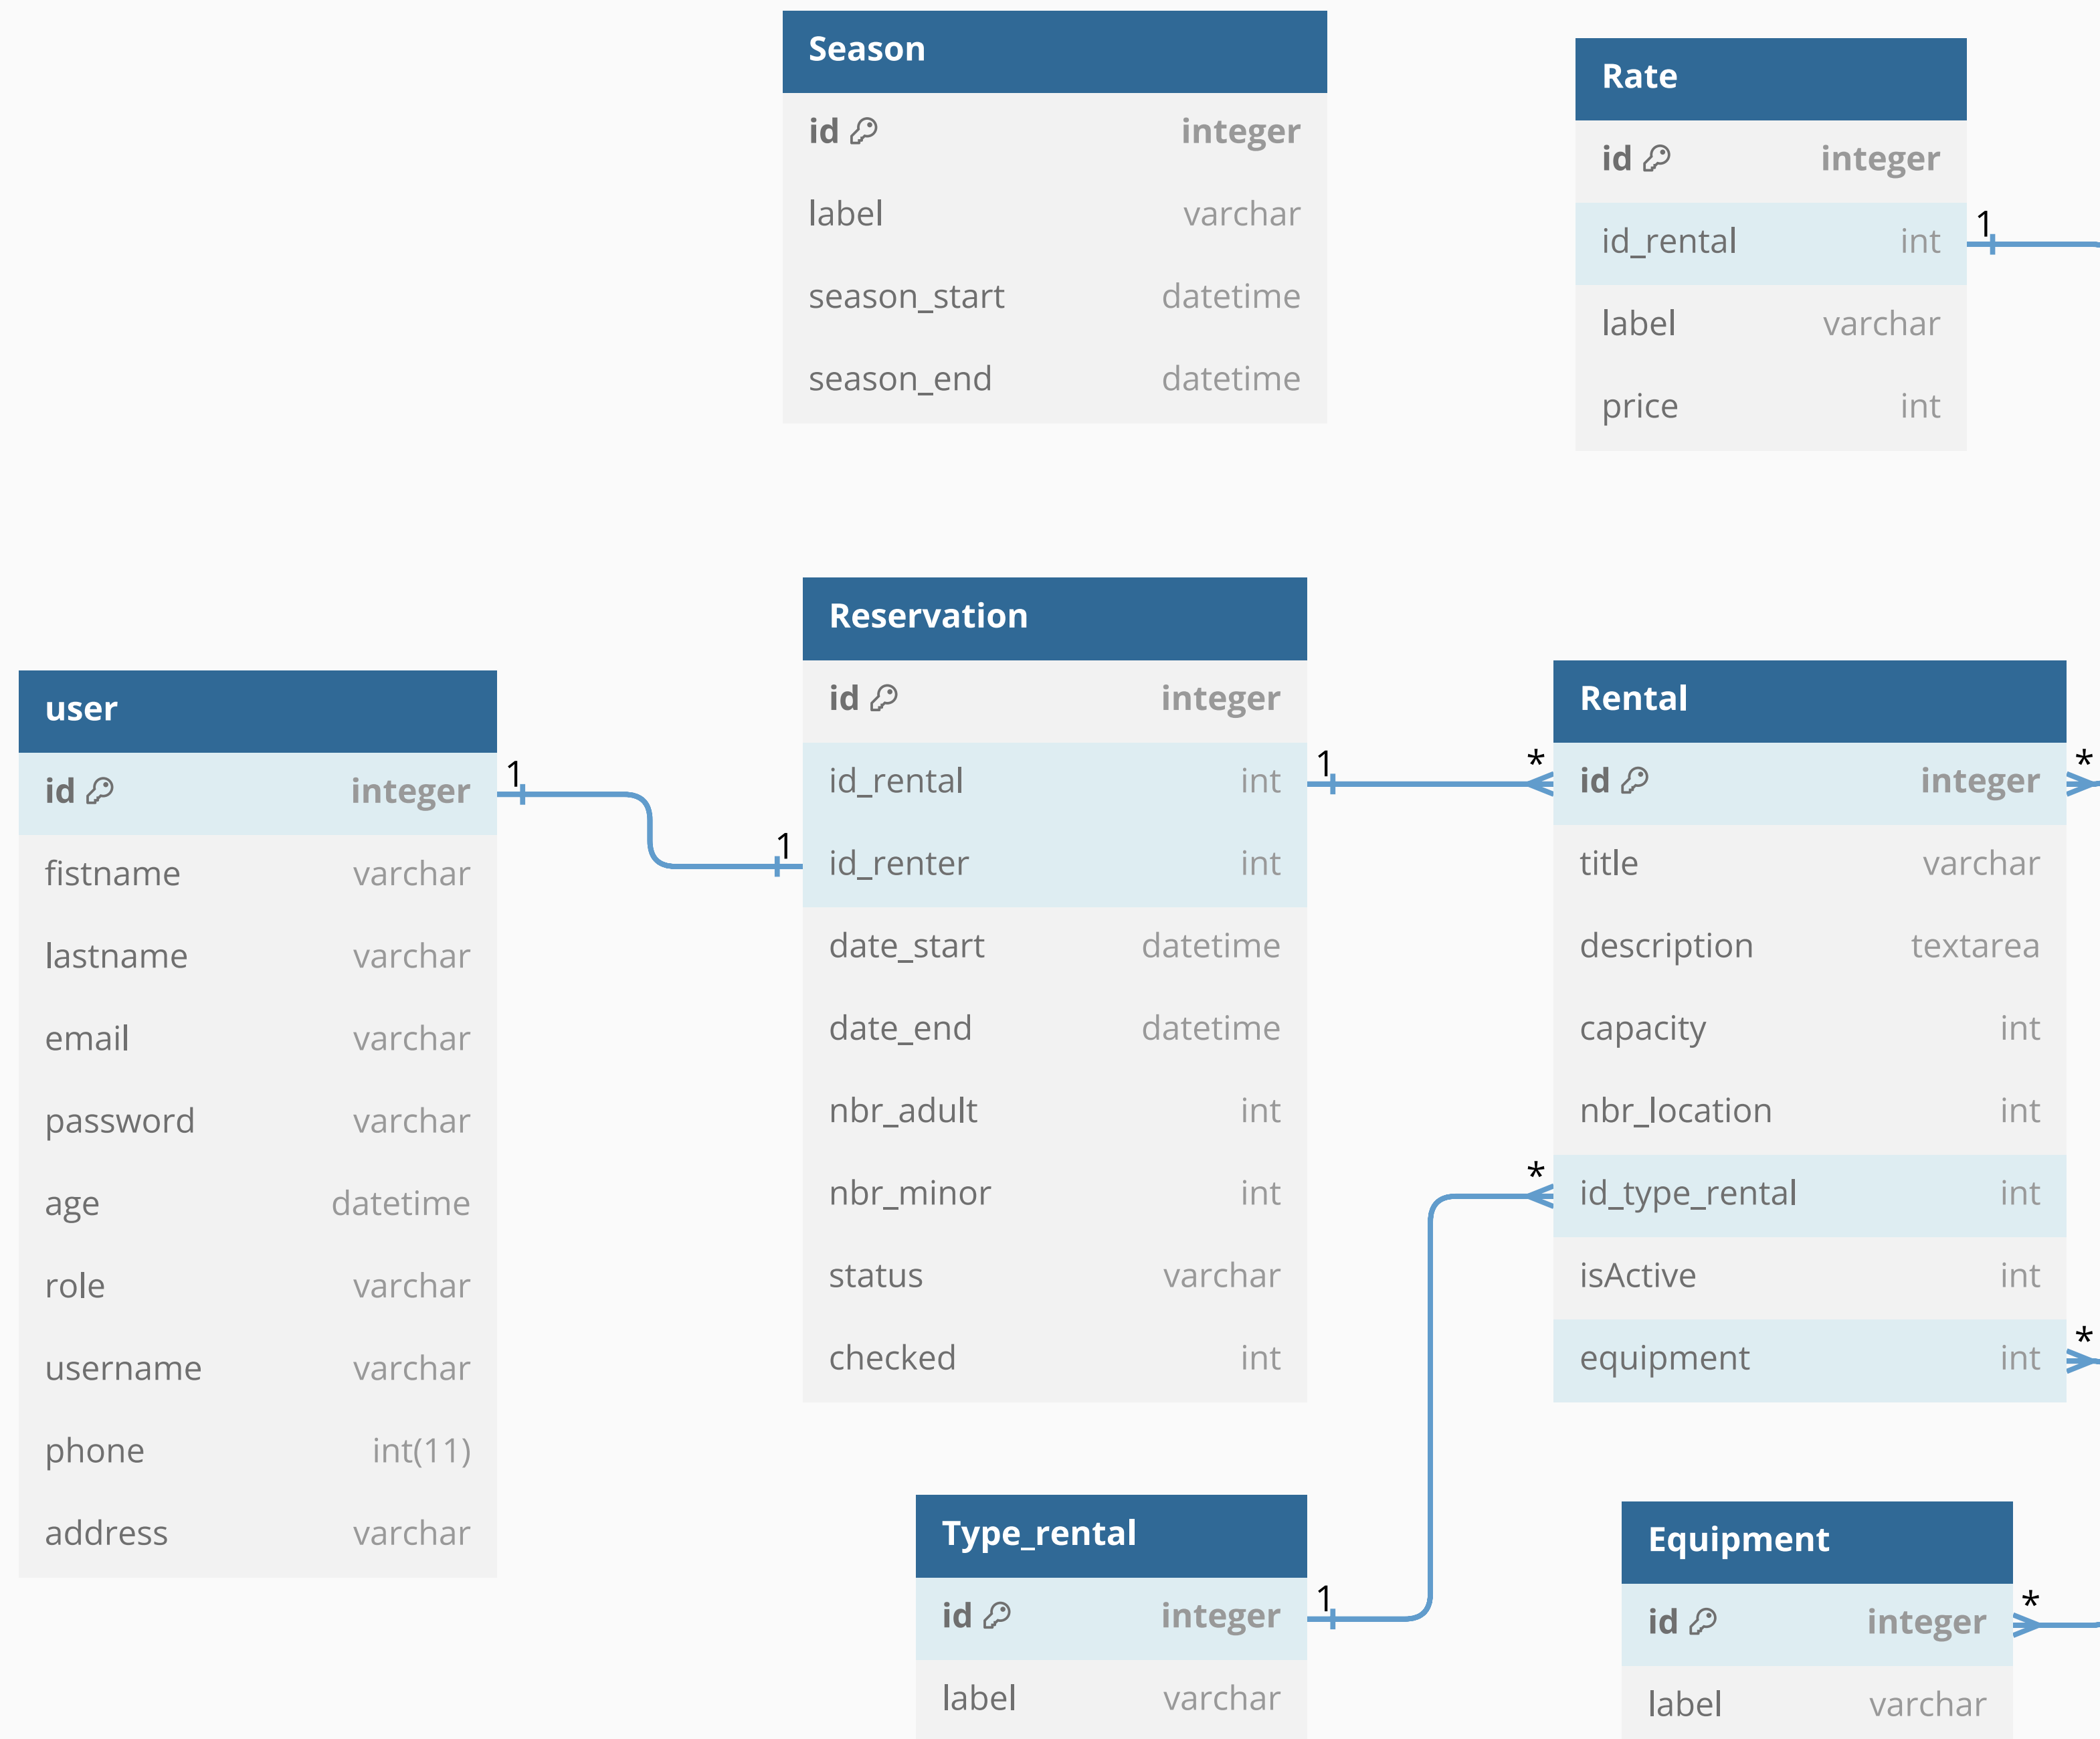 Season
id integer
label varchar
season_start datetime
season_end datetime
Rate
id integer
id_rental int
label varchar
price int
1
user
id integer
fistname varchar
lastname varchar
email varchar
password varchar
age datetime
role varchar
username varchar
phone int(11)
address varchar
1
1
Reservation
id integer
id_rental int
id_renter int
date_start datetime
date_end datetime
nbr_adult int
nbr_minor int
status varchar
checked int
1
*
Rental
id integer
title varchar
description textarea
capacity int
nbr_location int
id_type_rental int
isActive int
equipment int
*
*
*
Type_rental
id integer
label varchar
1
Equipment
id integer
label varchar
*